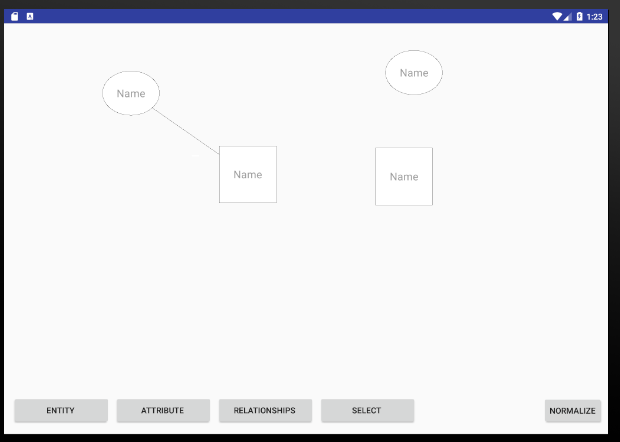 1:23
Name
Name
Name
Name
ENTITY
ATTRIBUTE
RELATIONSHIPS
SELECT
NORMALIZE